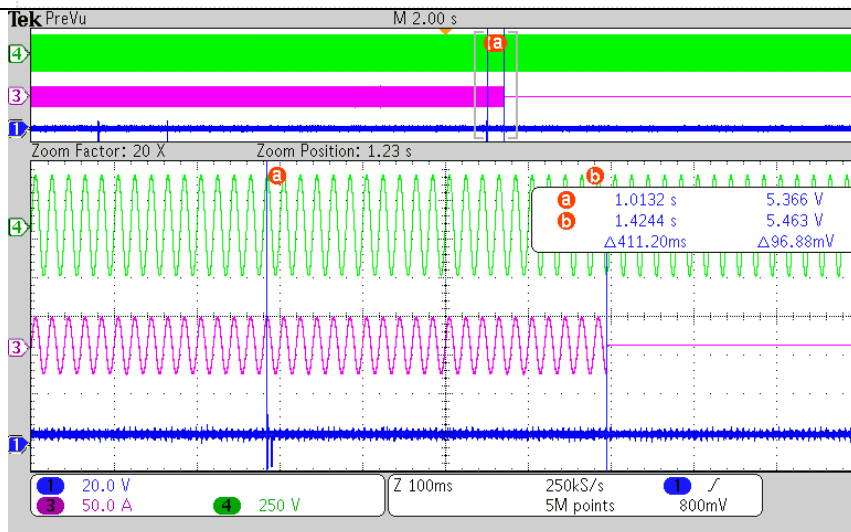 Tek PreVu M 2.00 s
a
4
3
1
Zoom Factor: 20 X Zoom Position: 1.23 s
a b
a 1.0132 s 5.366 V
b 1.4244 s 5.463 V
Δ411.20ms Δ96.88mV
4
3
1
1 20.0 V Z 100ms 250kS/s 1 /
3 50.0 A 4 250 V 5M points 800mV